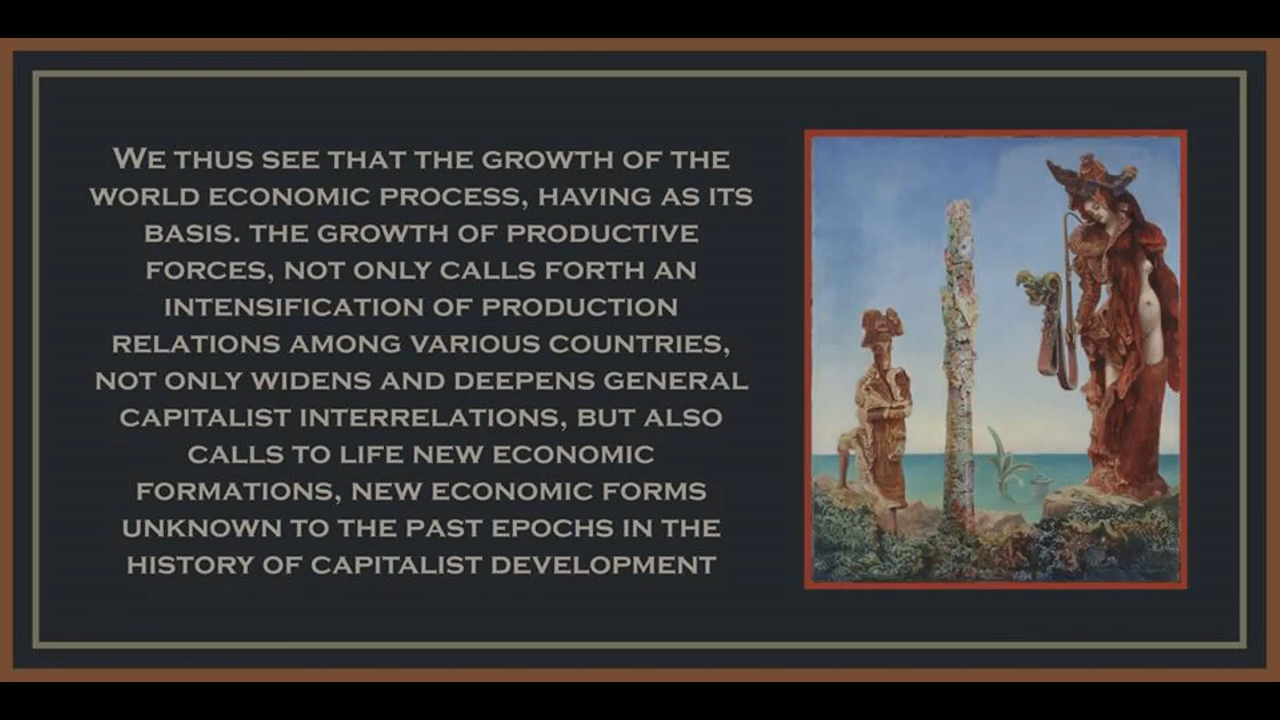 WE THUS SEE THAT THE GROWTH OF THE
WORLD ECONOMIC PROCESS, HAVING AS ITS
BASIS. THE GROWTH OF PRODUCTIVE
FORCES, NOT ONLY CALLS FORTH AN
INTENSIFICATION OF PRODUCTION
RELATIONS AMONG VARIOUS COUNTRIES,
NOT ONLY WIDENS AND DEEPENS GENERAL
CAPITALIST INTERRELATIONS, BUT ALSO
CALLS TO LIFE NEW ECONOMIC
FORMATIONS, NEW ECONOMIC FORMS
UNKNOWN TO THE PAST EPOCHS IN THE
HISTORY OF CAPITALIST DEVELOPMENT